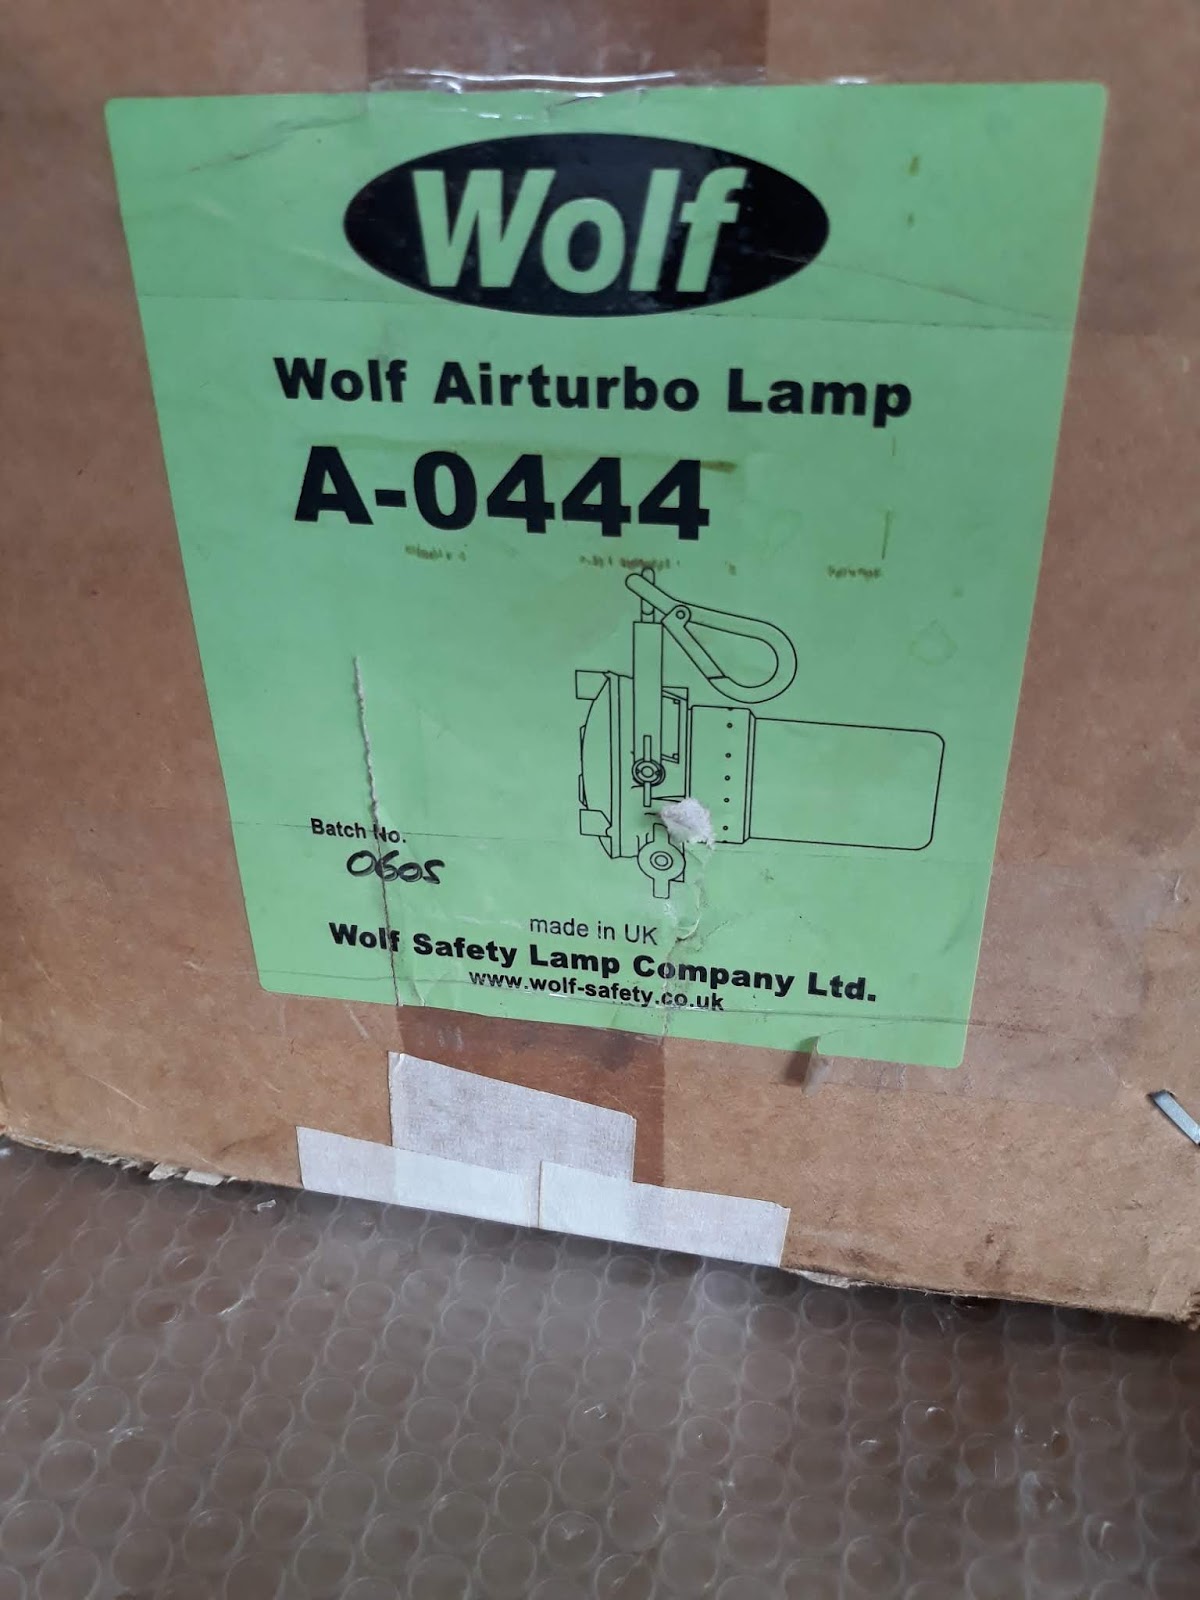 Wolf
Wolf Airturbo Lamp
A-0444
Batch No.
0605
made in UK
Wolf Safety Lamp Company Ltd.
www.wolf-safety.co.uk